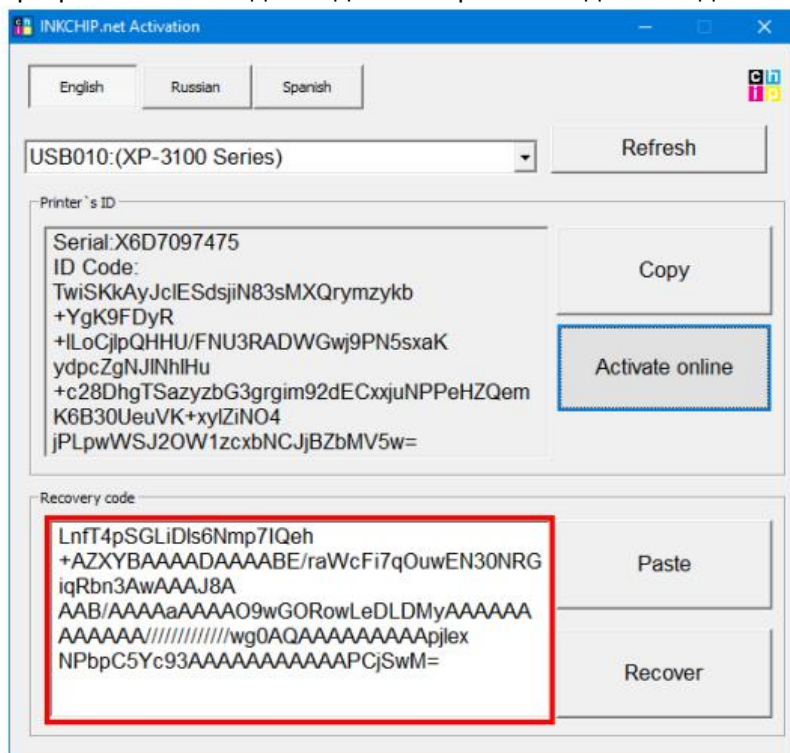 INKCHIP.net Activation
English
Russian
Spanish
ch
ip
USB010:(XP-3100 Series)
Refresh
Printer`s ID
Serial:X6D7097475
ID Code:
TwiSKkAyJclESdsjiN83sMXQrymzykb
+YgK9FDyR
+lLoCjlpQHHU/FNU3RADWGwj9PN5sxaK
ydpcZgNJlNhlHu
+c28DhgTSazyzbG3grgim92dECxxjuNPPeHZQem
K6B30UeuVK+xylZiNO4
jPLpwWSJ2OW1zcxbNCJjBZbMV5w=
Copy
Activate online
Recovery code
LnfT4pSGLiDls6Nmp7IQeh
+AZXYBAAAADAAAABE/raWcFi7qOuwEN30NRG
iqRbn3AwAAAJ8A
AAB/AAAAaAAAAO9wGORowLeDLDMyAAAAAA
AAAAAA/////////////wg0AQAAAAAAAAApjlex
NPbpC5Yc93AAAAAAAAAAAPCjSwM=
Paste
Recover